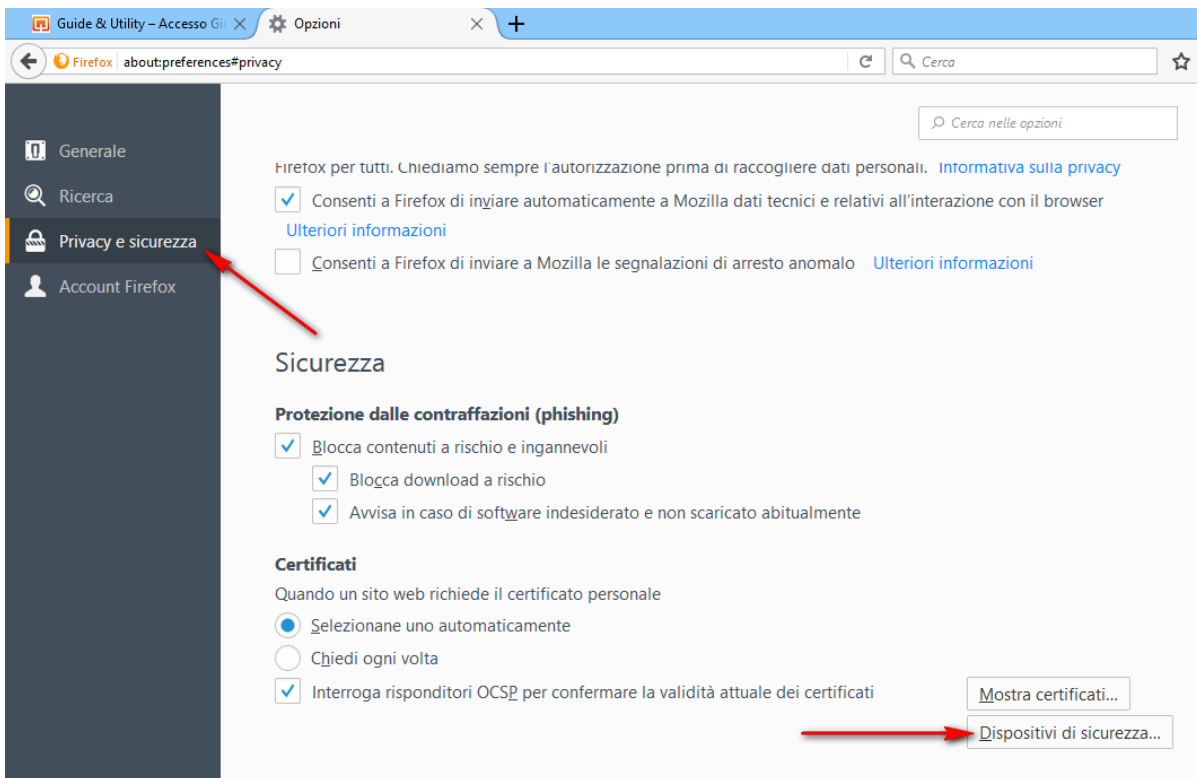 Guide & Utility – Accesso Gi
Opzioni
Firefox about:preferences#privacy
Cerca
Cerca nelle opzioni
Generale
Ricerca
Privacy e sicurezza
Account Firefox
Firefox per tutti. Chiediamo sempre l'autorizzazione prima di raccogliere dati personali. Informativa sulla privacy
Consenti a Firefox di inviare automaticamente a Mozilla dati tecnici e relativi all'interazione con il browser
Ulteriori informazioni
Consenti a Firefox di inviare a Mozilla le segnalazioni di arresto anomalo Ulteriori informazioni
Sicurezza
Protezione dalle contraffazioni (phishing)
Blocca contenuti a rischio e ingannevoli
Blocca download a rischio
Avvisa in caso di software indesiderato e non scaricato abitualmente
Certificati
Quando un sito web richiede il certificato personale
Selezionane uno automaticamente
Chiedi ogni volta
Interroga risponditori OCSP per confermare la validità attuale dei certificati
Mostra certificati...
Dispositivi di sicurezza...